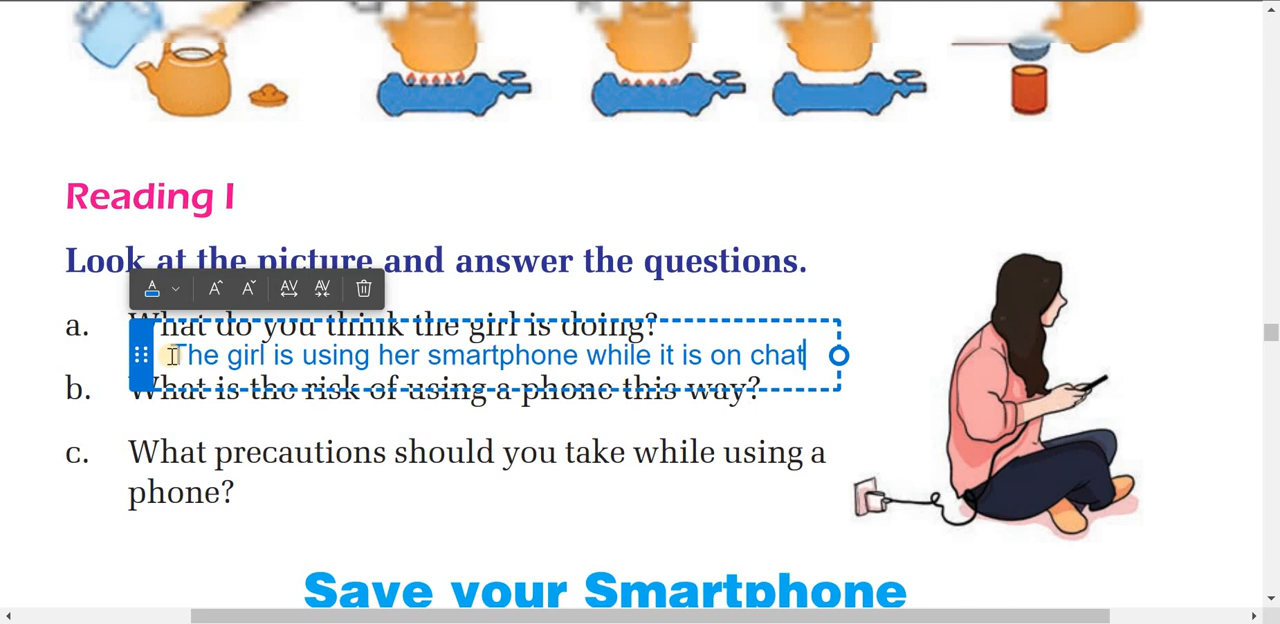 Reading I
Look at the picture and answer the questions.
a. What do you think the girl is doing?
The girl is using her smartphone while it is on chat
b. What is the risk of using a phone this way?
c. What precautions should you take while using a
phone?
Save your Smartphone